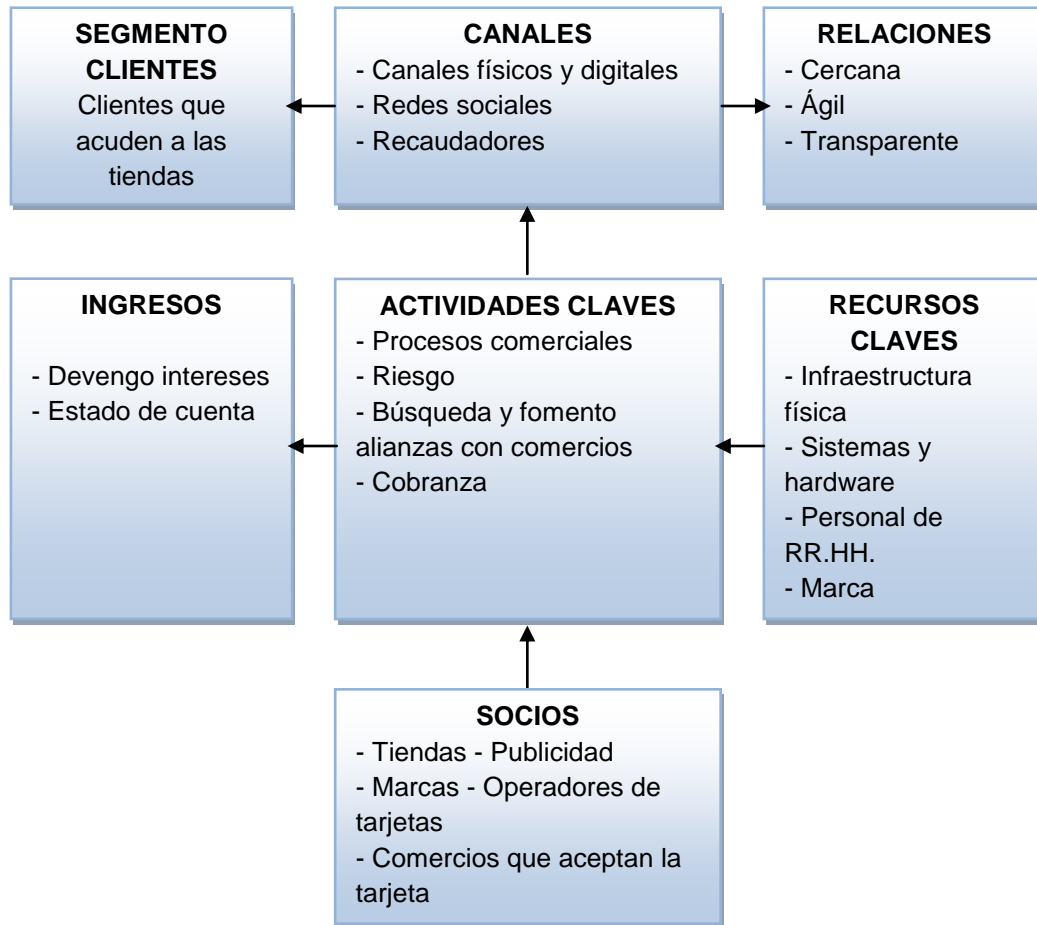 SEGMENTO
CLIENTES
Clientes que
acuden a las
tiendas
CANALES
- Canales físicos y digitales
- Redes sociales
- Recaudadores
RELACIONES
- Cercana
- Ágil
- Transparente
INGRESOS
- Devengo intereses
- Estado de cuenta
ACTIVIDADES CLAVES
- Procesos comerciales
- Riesgo
- Búsqueda y fomento
alianzas con comercios
- Cobranza
RECURSOS
CLAVES
- Infraestructura
física
- Sistemas y
hardware
- Personal de
RR.HH.
- Marca
SOCIOS
- Tiendas - Publicidad
- Marcas - Operadores de
tarjetas
- Comercios que aceptan la
tarjeta